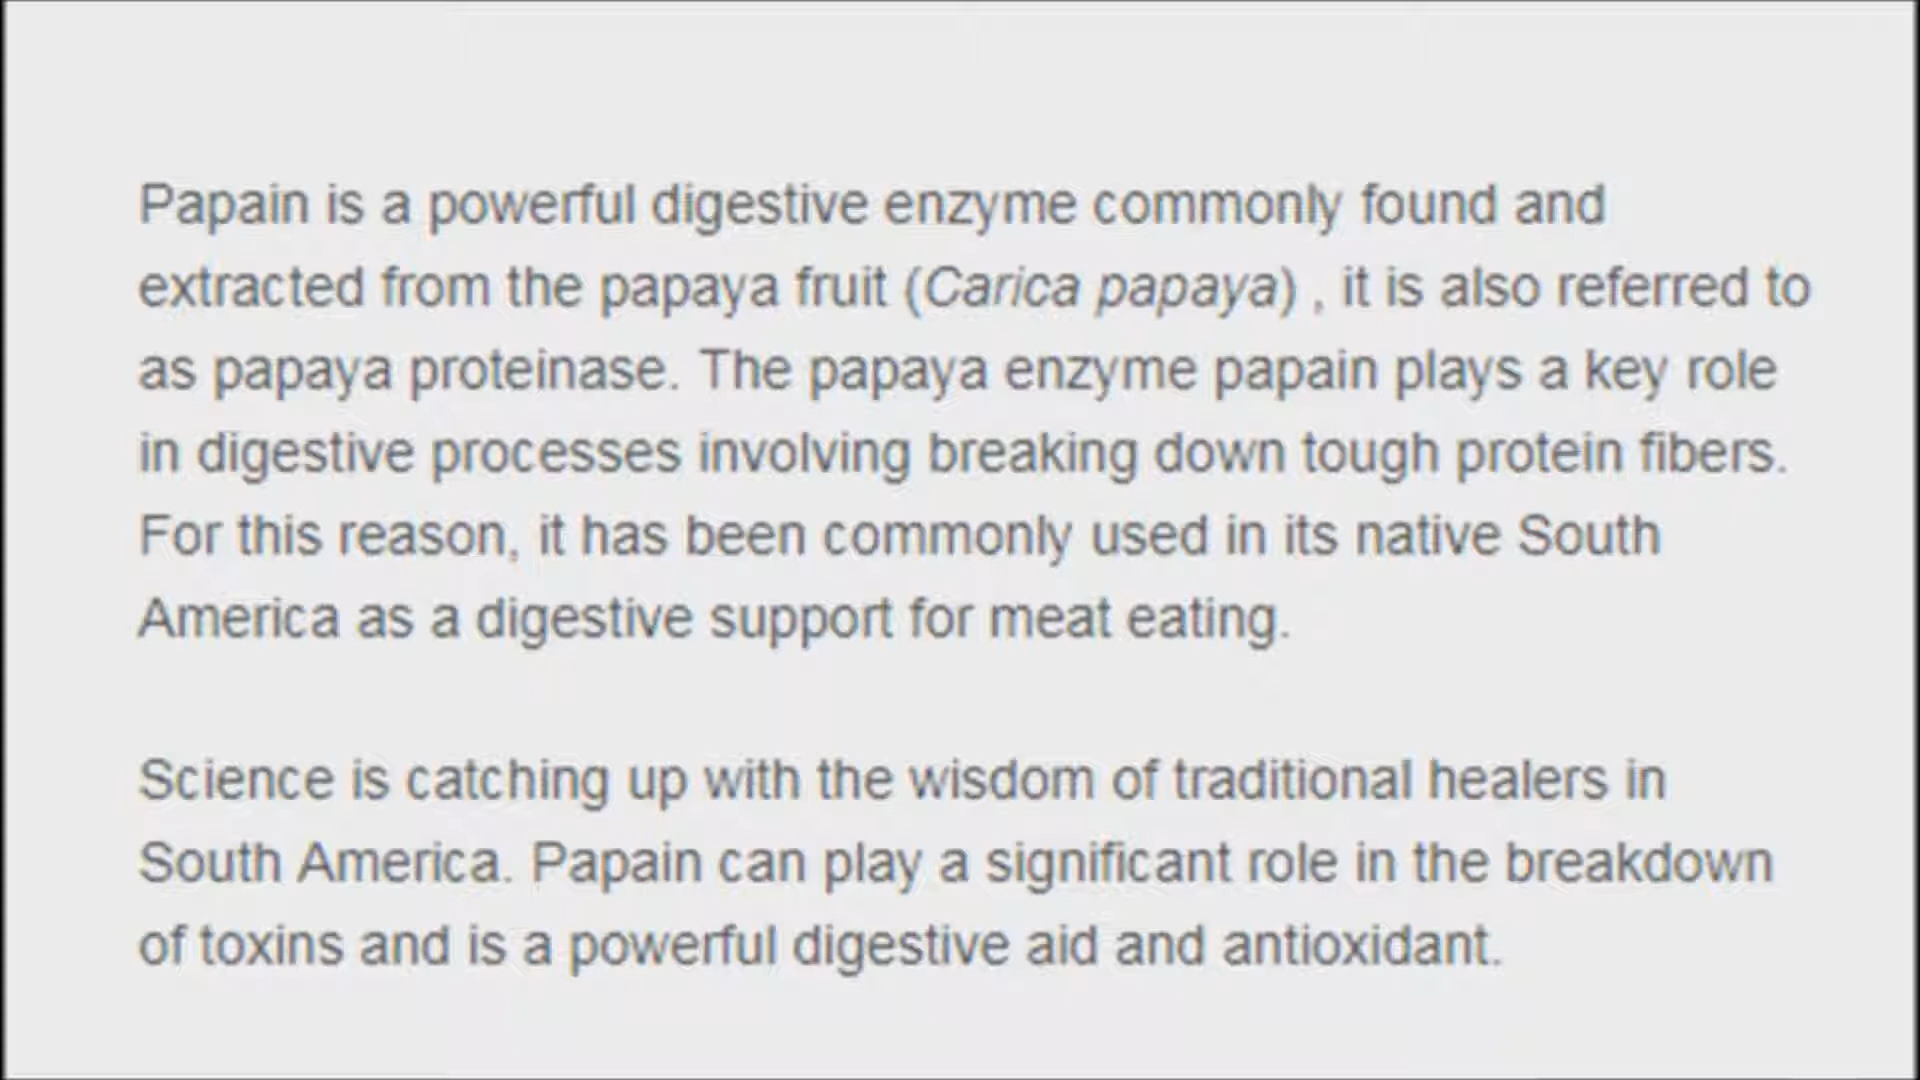 Papain is a powerful digestive enzyme commonly found and
extracted from the papaya fruit (Carica papaya) , it is also referred to
as papaya proteinase. The papaya enzyme papain plays a key role
in digestive processes involving breaking down tough protein fibers.
For this reason, it has been commonly used in its native South
America as a digestive support for meat eating.
Science is catching up with the wisdom of traditional healers in
South America. Papain can play a significant role in the breakdown
of toxins and is a powerful digestive aid and antioxidant.